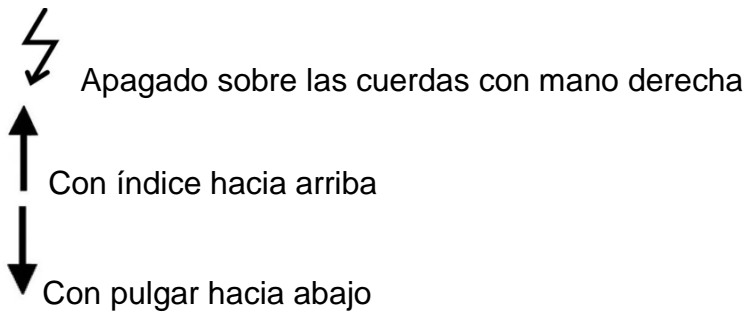 Apagado sobre las cuerdas con mano derecha
Con índice hacia arriba
Con pulgar hacia abajo